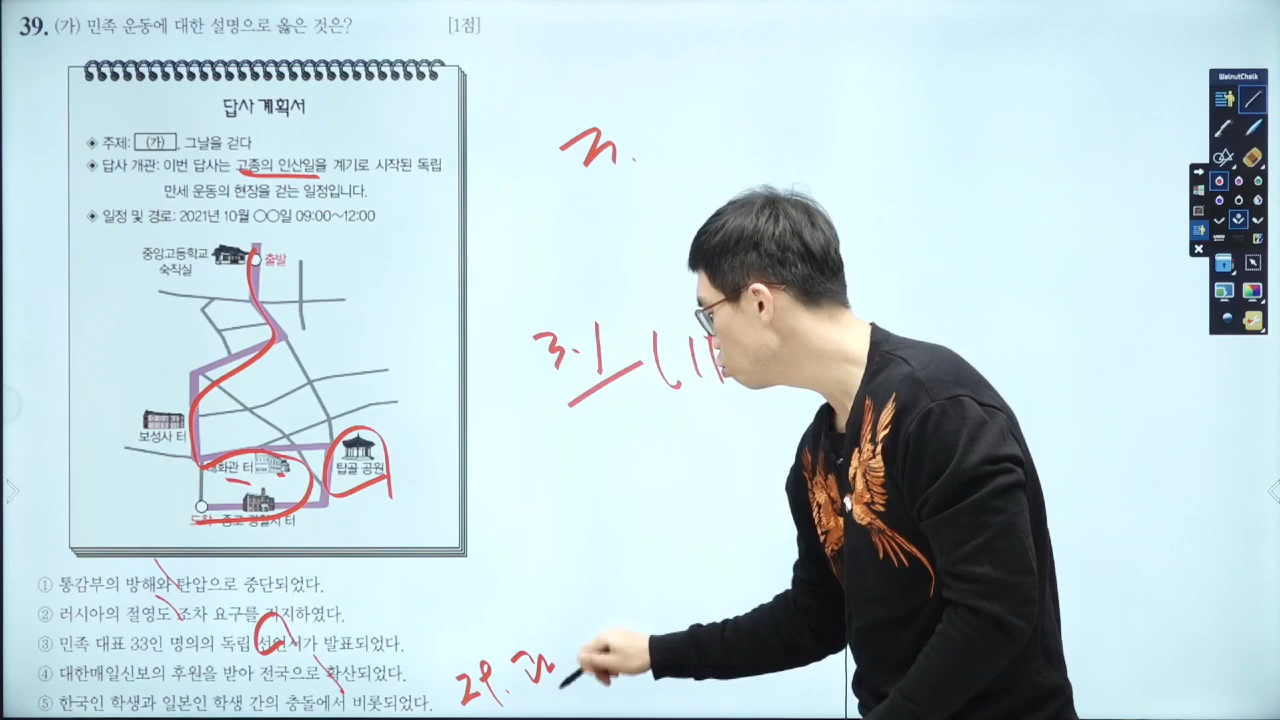 39. (가) 민족 운동에 대한 설명으로 옳은 것은? [1점]
답사 계획서
◈ 주제: (가), 그날을 걷다
◈ 답사 개관: 이번 답사는 고종의 인산일을 계기로 시작된 독립
만세 운동의 현장을 걷는 일정입니다.
◈ 일정 및 경로: 2021년 10월 ○○일 09:00~12:00
중앙고등학교
숙직실
출발
보성사 터
터
탑골 공원
종로 경찰서 터
① 통감부의 방해와 탄압으로 중단되었다.
② 러시아의 절영도 조차 요구를 저지하였다.
③ 민족 대표 33인 명의의 독립 선언서가 발표되었다.
④ 대한매일신보의 후원을 받아 전국으로 확산되었다.
⑤ 한국인 학생과 일본인 학생 간의 충돌에서 비롯되었다.
3.1
WalnutChalk